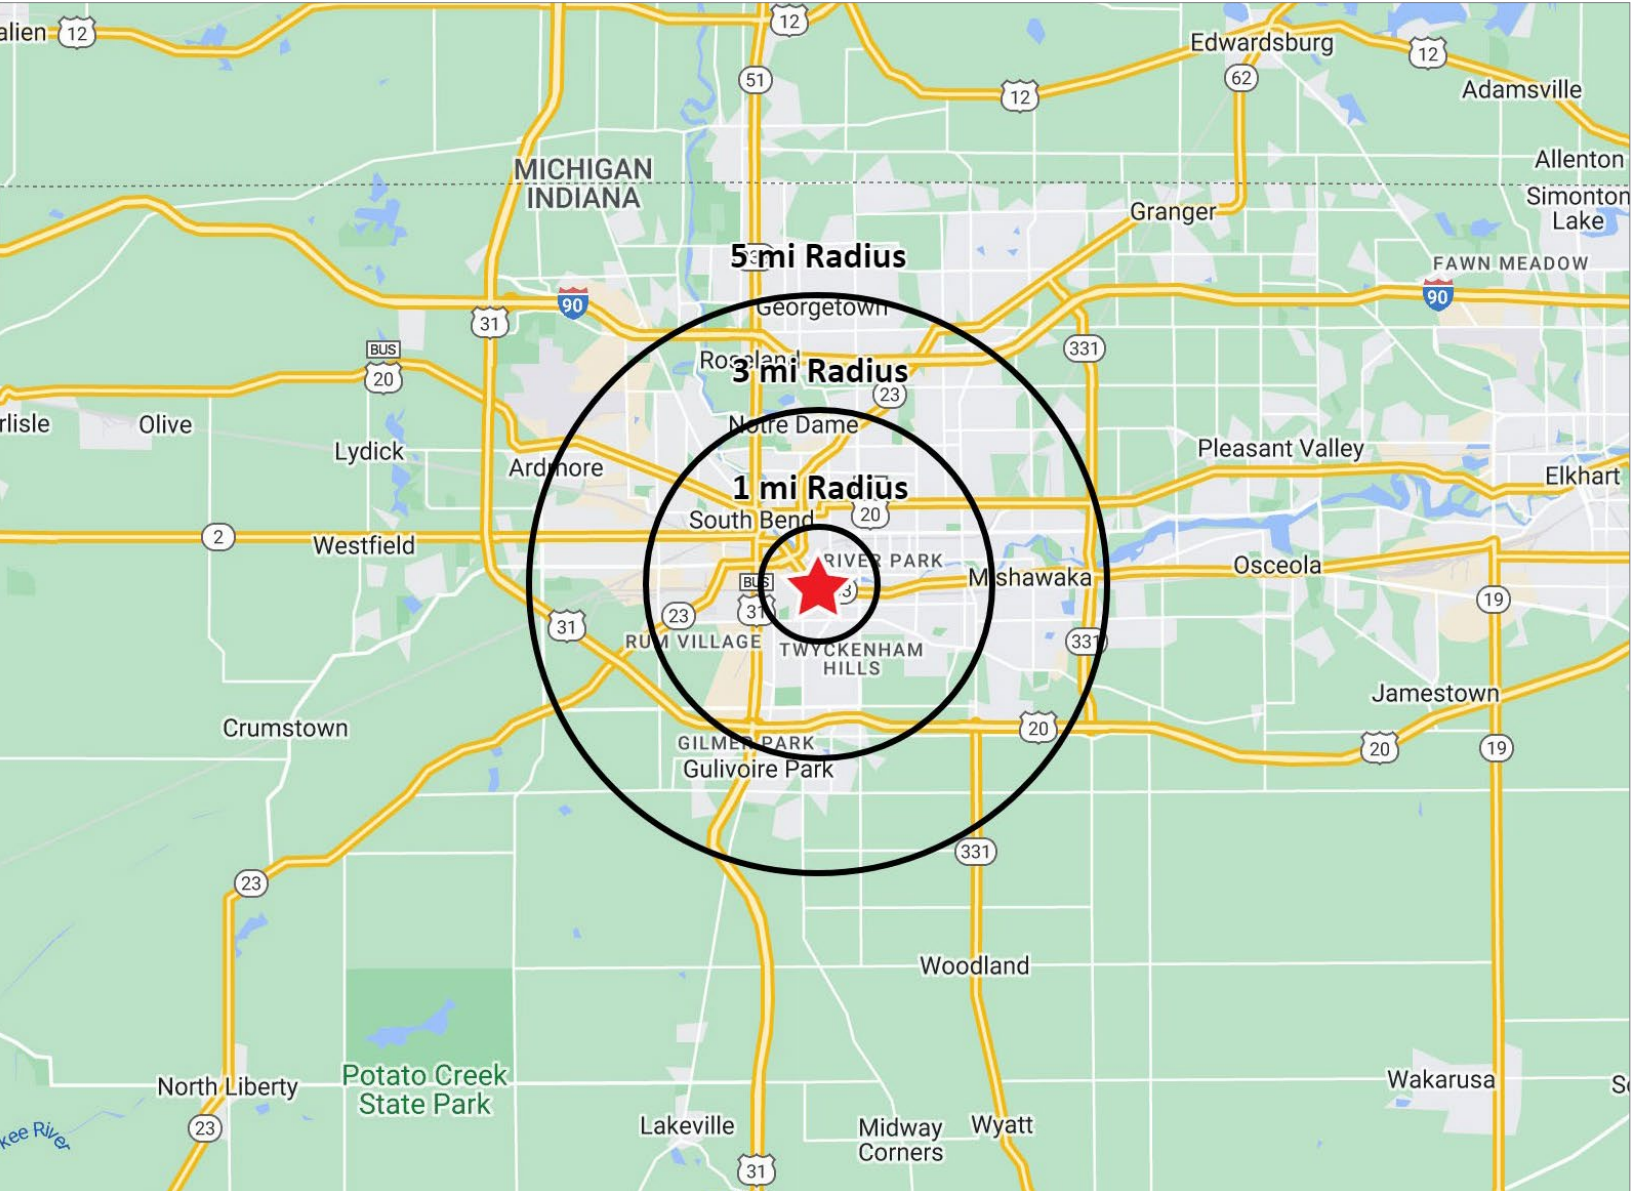 alien
12
12
Edwardsburg
12
51
62
12
Adamsville
Allenton
MICHIGAN
INDIANA
Simonton
Lake
Granger
5 mi Radius
FAWN MEADOW
90
90
Georgetown
31
331
BUS
20
Roseland
3 mi Radius
23
rlisle
Olive
Notre Dame
Lydick
Pleasant Valley
Ardmore
Elkhart
1 mi Radius
South Bend
20
2
Westfield
RIVER PARK
Osceola
Mishawaka
BUS
31
23
19
23
31
RUM VILLAGE
331
TWYCKENHAM
HILLS
Jamestown
Crumstown
20
GILMER PARK
20
19
Gulivoire Park
331
23
Woodland
Potato Creek
State Park
North Liberty
Wakarusa
23
Lakeville
Midway
Corners
Wyatt
kee River
31